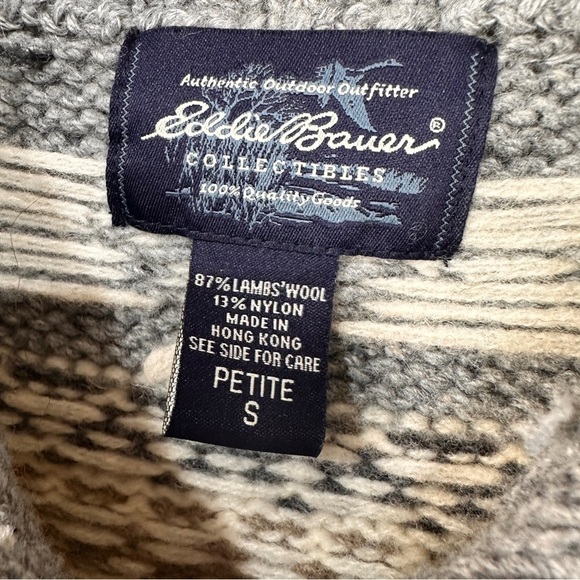 Authentic Outdoor Outfitter
Eddie Bauer®
COLLECTIBLES
100% Quality Goods
87% LAMBS' WOOL
13% NYLON
MADE IN
HONG KONG
SEE SIDE FOR CARE
PETITE
S